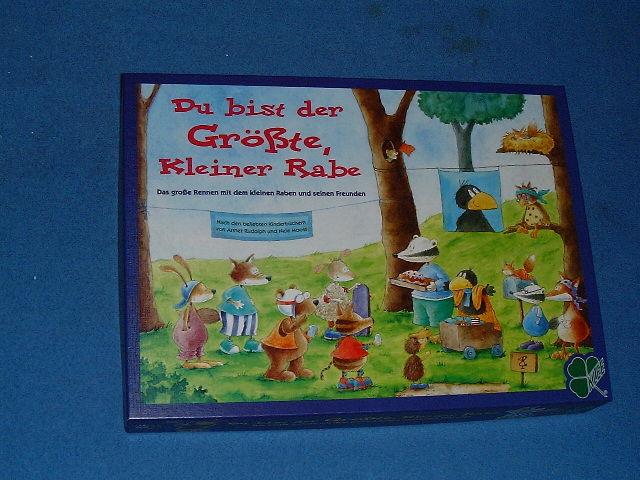 Du bist der
Größte,
Kleiner Rabe
Das große Rennen mit dem kleinen Raben und seinen Freunden
Nach den beliebten Kinderbüchern
von Annet Rudolph und Nele Moost